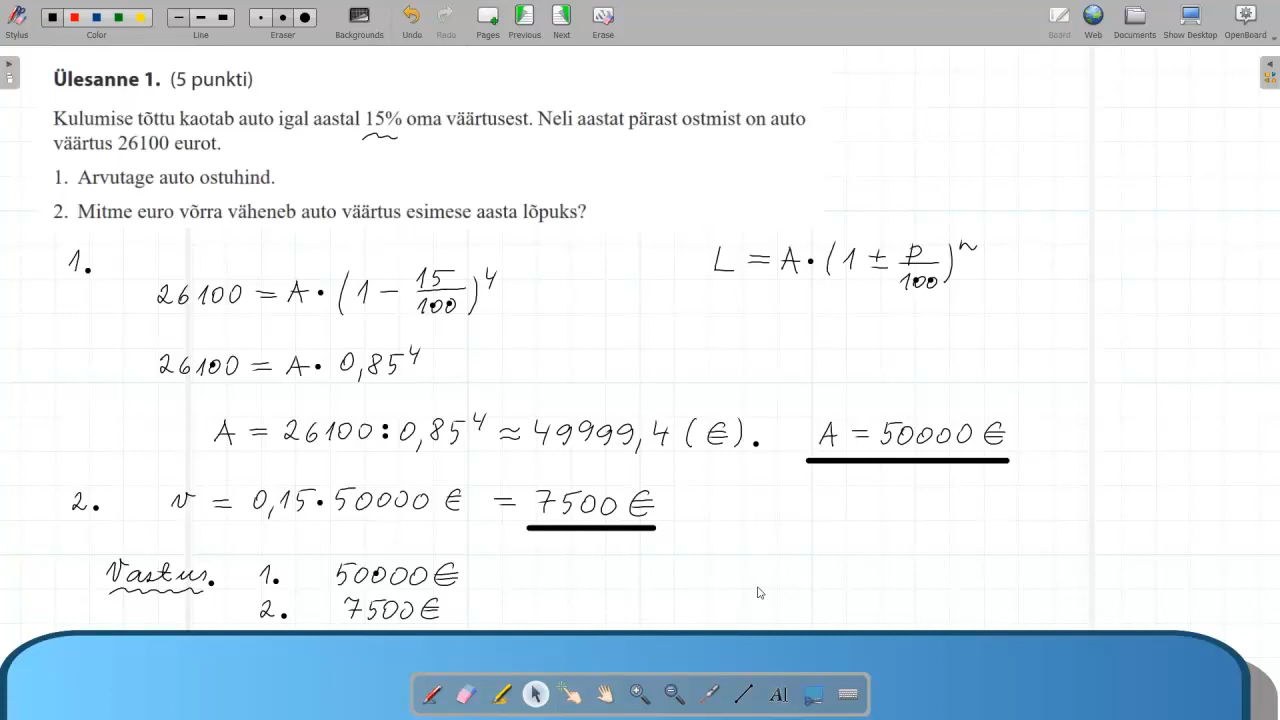 Stylus Color Line Eraser Backgrounds Undo Redo Pages Previous Next Erase Board Web Documents Show Desktop OpenBoard
Ülesanne 1. (5 punkti)
Kulumise tõttu kaotab auto igal aastal 15% oma väärtusest. Neli aastat pärast ostmist on auto
väärtus 26100 eurot.
1. Arvutage auto ostuhind.
2. Mitme euro võrra väheneb auto väärtus esimese aasta lõpuks?
1.
L = A · (1 ± p/100)^n
26100 = A · (1 − 15/100)^4
26100 = A · 0,85^4
A = 26100 : 0,85^4 ≈ 49999,4 (€). A = 50000 €
2. v = 0,15 · 50000 € = 7500 €
Vastus. 1. 50000 €
2. 7500 €
AI